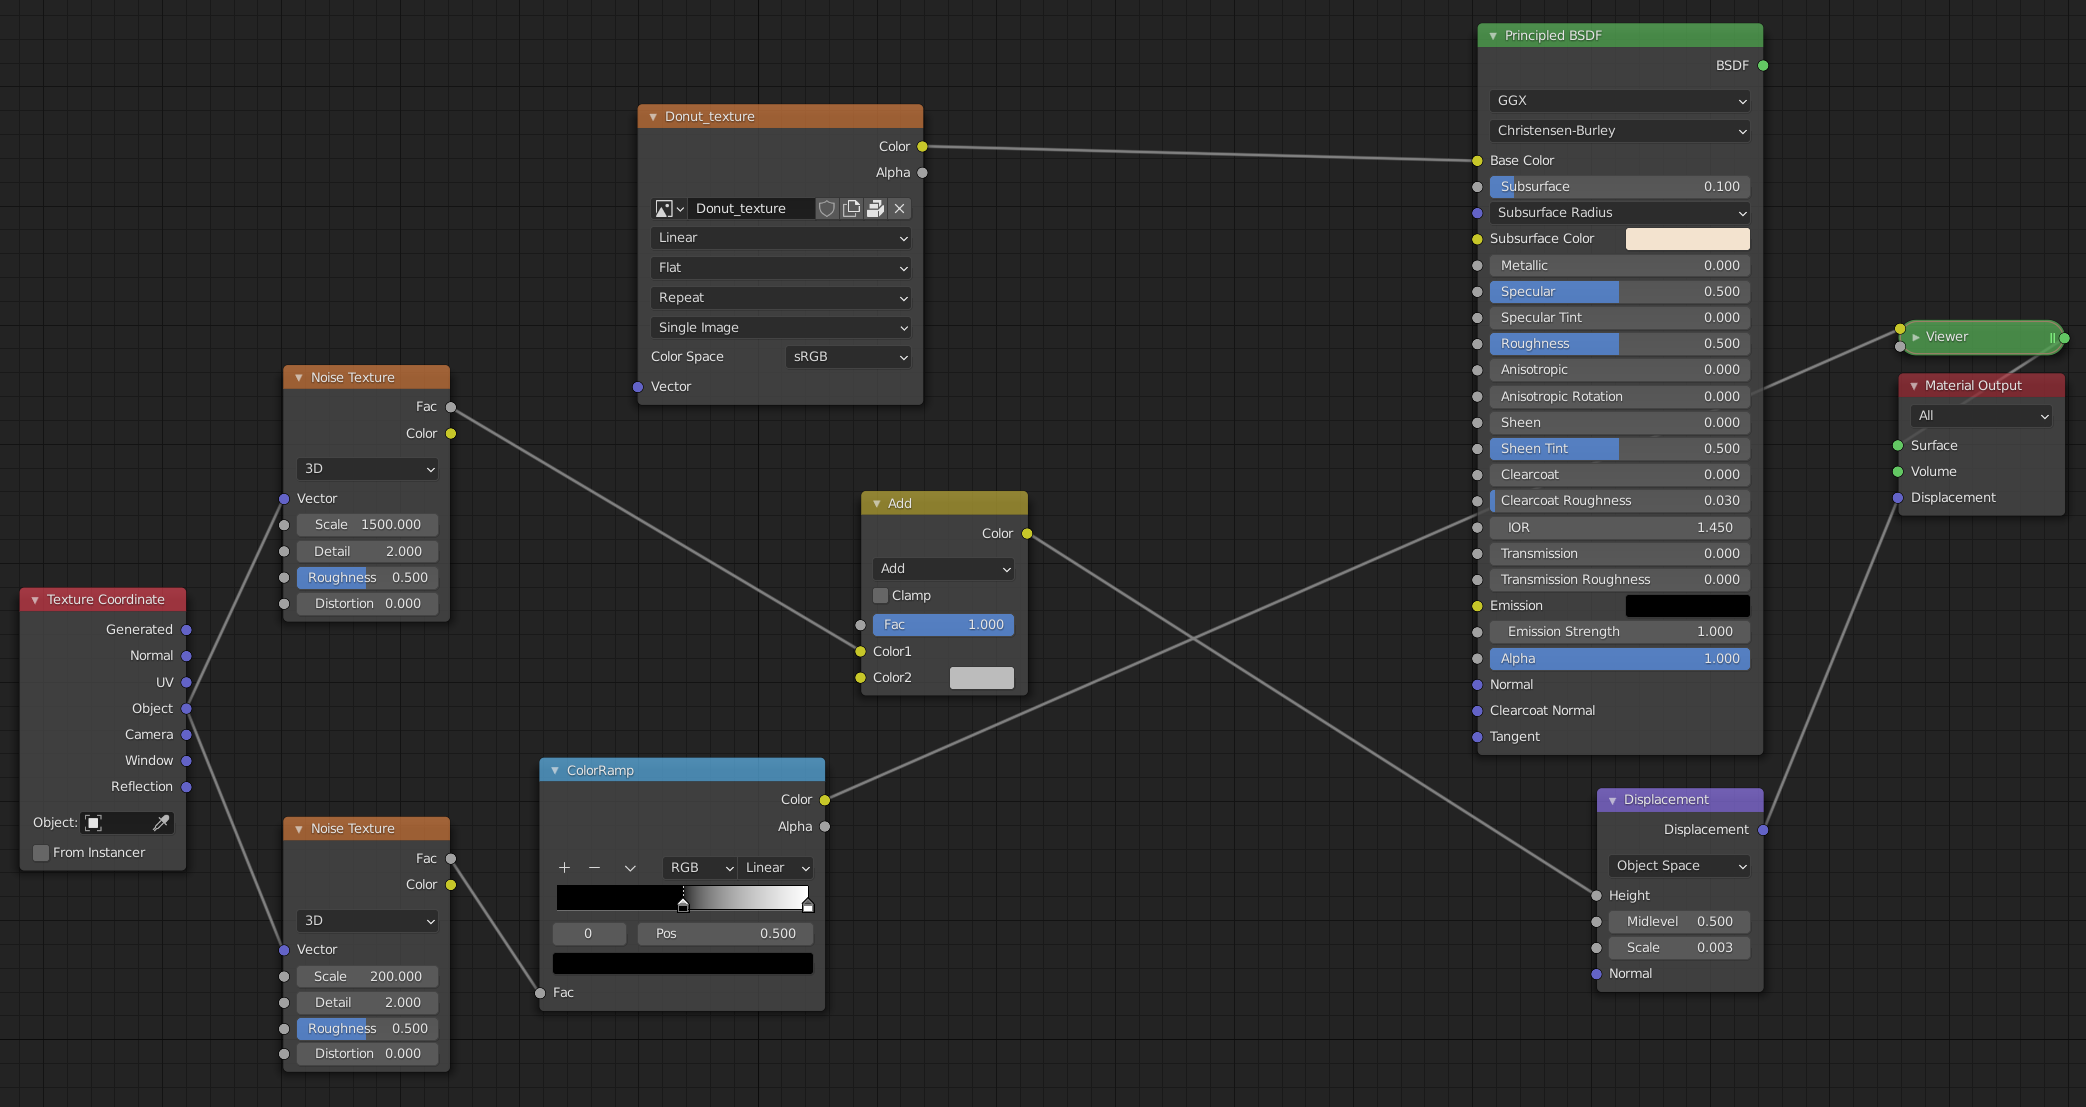 Texture Coordinate
Generated
Normal
UV
Object
Camera
Window
Reflection
Object:
From Instancer
Noise Texture
Fac
Color
3D
Vector
Scale 1500.000
Detail 2.000
Roughness 0.500
Distortion 0.000
Noise Texture
Fac
Color
3D
Vector
Scale 200.000
Detail 2.000
Roughness 0.500
Distortion 0.000
Donut_texture
Color
Alpha
Donut_texture
Linear
Flat
Repeat
Single Image
Color Space sRGB
Vector
ColorRamp
Color
Alpha
RGB Linear
0 Pos 0.500
Fac
Add
Color
Add
Clamp
Fac 1.000
Color1
Color2
Principled BSDF
BSDF
GGX
Christensen-Burley
Base Color
Subsurface 0.100
Subsurface Radius
Subsurface Color
Metallic 0.000
Specular 0.500
Specular Tint 0.000
Roughness 0.500
Anisotropic 0.000
Anisotropic Rotation 0.000
Sheen 0.000
Sheen Tint 0.500
Clearcoat 0.000
Clearcoat Roughness 0.030
IOR 1.450
Transmission 0.000
Transmission Roughness 0.000
Emission
Emission Strength 1.000
Alpha 1.000
Normal
Clearcoat Normal
Tangent
Displacement
Displacement
Object Space
Height
Midlevel 0.500
Scale 0.003
Normal
Viewer
Material Output
All
Surface
Volume
Displacement